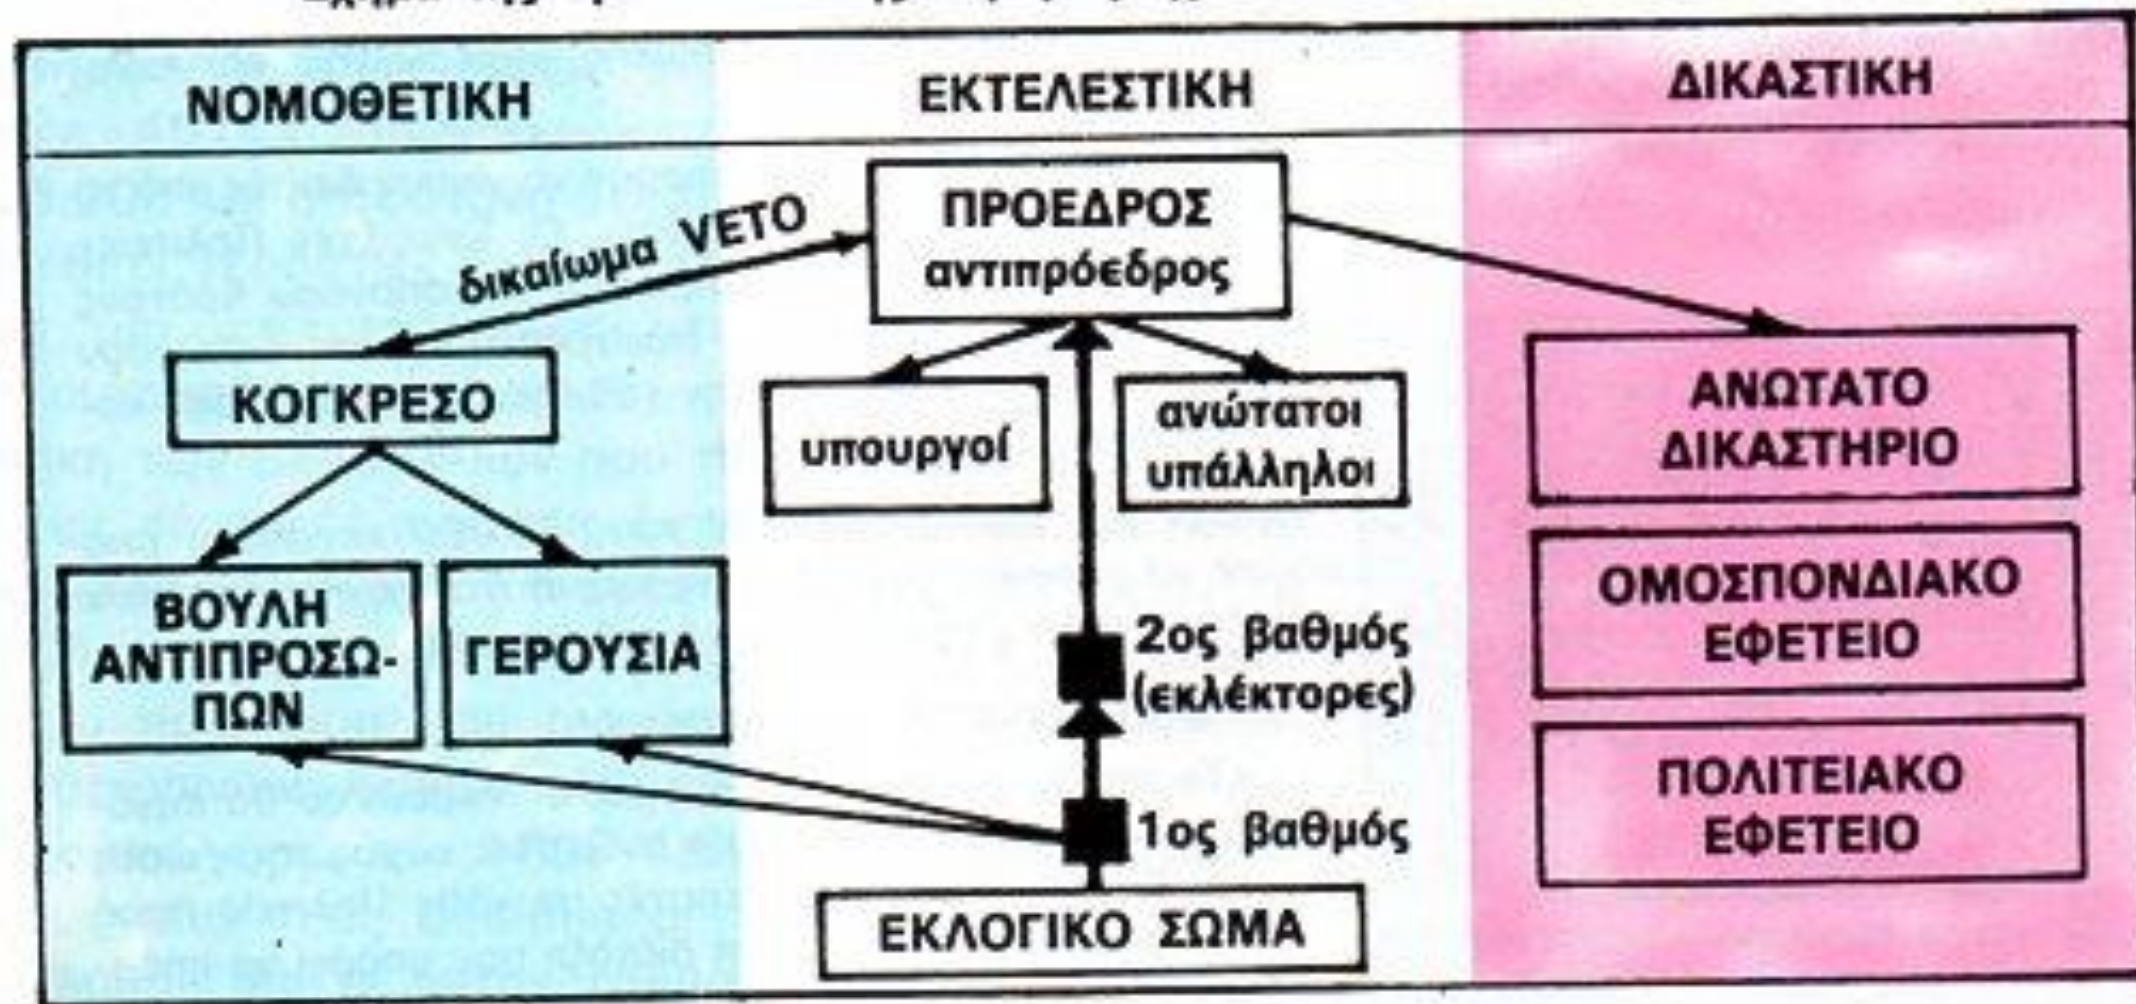 ΝΟΜΟΘΕΤΙΚΗ
ΕΚΤΕΛΕΣΤΙΚΗ
ΔΙΚΑΣΤΙΚΗ
ΠΡΟΕΔΡΟΣ
αντιπρόεδρος
δικαίωμα VETO
ΚΟΓΚΡΕΣΟ
υπουργοί
ανώτατοι
υπάλληλοι
ΑΝΩΤΑΤΟ
ΔΙΚΑΣΤΗΡΙΟ
ΒΟΥΛΗ
ΑΝΤΙΠΡΟΣΩ-
ΠΩΝ
ΓΕΡΟΥΣΙΑ
2ος βαθμός
(εκλέκτορες)
ΟΜΟΣΠΟΝΔΙΑΚΟ
ΕΦΕΤΕΙΟ
1ος βαθμός
ΠΟΛΙΤΕΙΑΚΟ
ΕΦΕΤΕΙΟ
ΕΚΛΟΓΙΚΟ ΣΩΜΑ